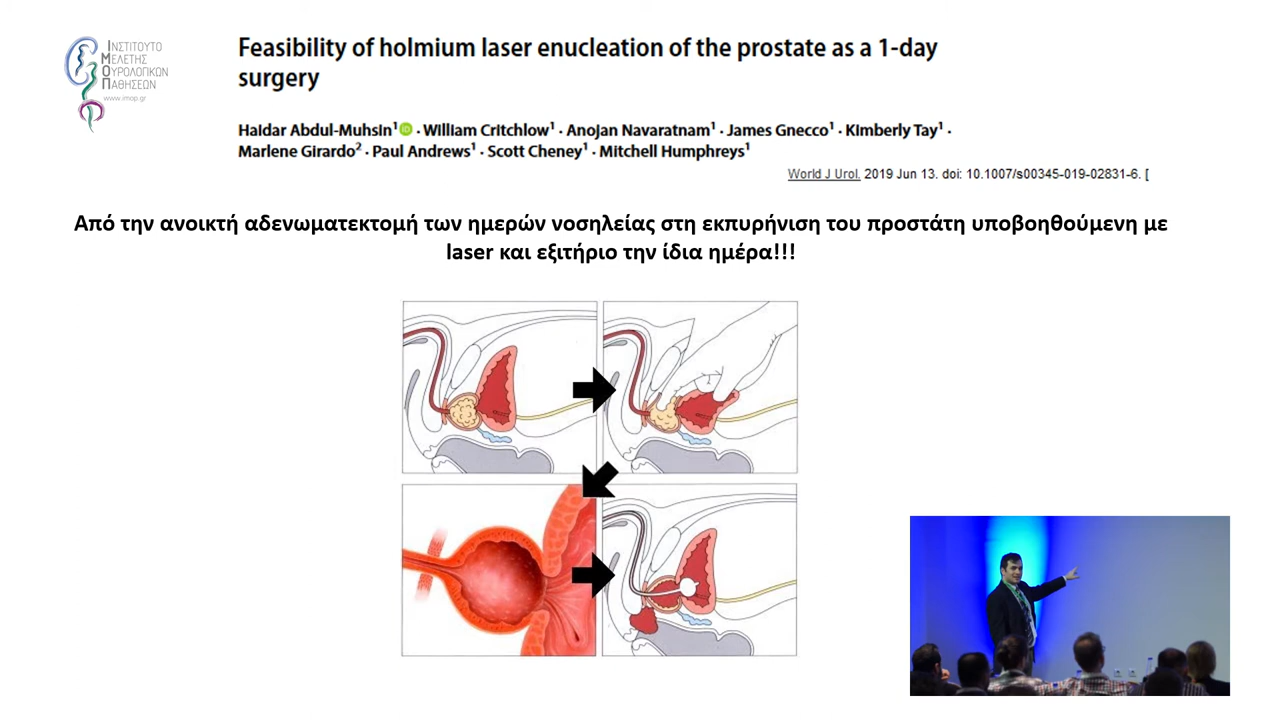 ΙΝΣΤΙΤΟΥΤΟ
ΜΕΛΕΤΗΣ
ΟΥΡΟΛΟΓΙΚΩΝ
ΠΑΘΗΣΕΩΝ
www.imop.gr
Feasibility of holmium laser enucleation of the prostate as a 1-day
surgery
Haidar Abdul-Muhsin1 iD · William Critchlow1 · Anojan Navaratnam1 · James Gnecco1 · Kimberly Tay1 ·
Marlene Girardo2 · Paul Andrews1 · Scott Cheney1 · Mitchell Humphreys1
World J Urol. 2019 Jun 13. doi: 10.1007/s00345-019-02831-6. [
Από την ανοικτή αδενωματεκτομή των ημερών νοσηλείας στη εκπυρήνιση του προστάτη υποβοηθούμενη με
laser και εξιτήριο την ίδια ημέρα!!!